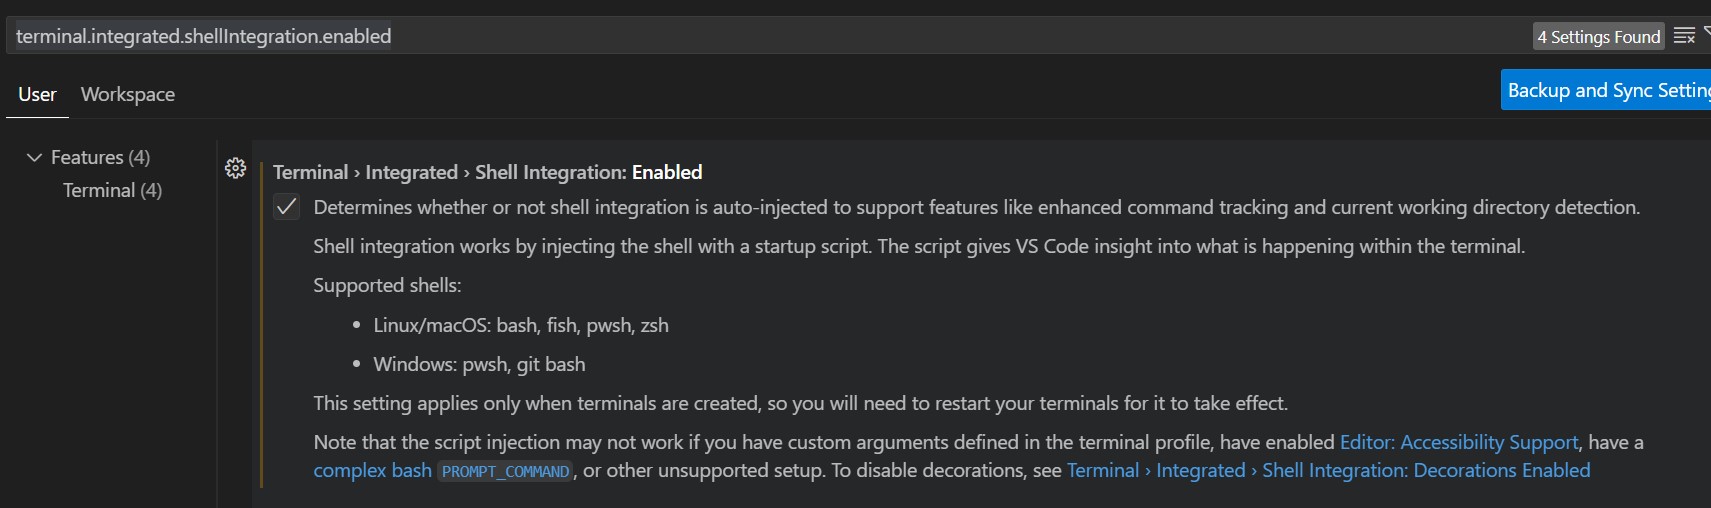 terminal.integrated.shellIntegration.enabled
4 Settings Found
User
Workspace
Backup and Sync Setting
Features (4)
Terminal (4)
Terminal › Integrated › Shell Integration: Enabled
Determines whether or not shell integration is auto-injected to support features like enhanced command tracking and current working directory detection.
Shell integration works by injecting the shell with a startup script. The script gives VS Code insight into what is happening within the terminal.
Supported shells:
• Linux/macOS: bash, fish, pwsh, zsh
• Windows: pwsh, git bash
This setting applies only when terminals are created, so you will need to restart your terminals for it to take effect.
Note that the script injection may not work if you have custom arguments defined in the terminal profile, have enabled Editor: Accessibility Support, have a
complex bash PROMPT_COMMAND, or other unsupported setup. To disable decorations, see Terminal › Integrated › Shell Integration: Decorations Enabled